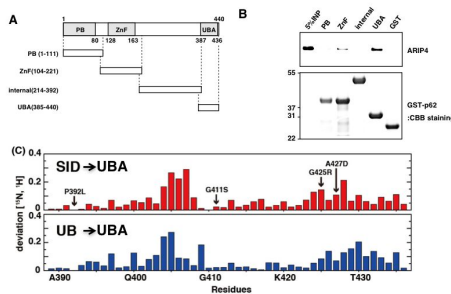 A
1
440
PB
ZnF
UBA
80
128
163
387
436
PB (1-111)
ZnF(104-221)
internal(214-392)
UBA(385-440)
B
5%INP
PB
ZnF
internal
UBA
GST
ARIP4
55
37
31
22
GST-p62
:CBB staining
(C)
0.4
SID→UBA
A427D
G425R
P392L
G411S
0.2
0
0.4
UB→UBA
0.2
0
deviation [¹⁵N, ¹H]
A390
Q400
G410
K420
T430
Residues